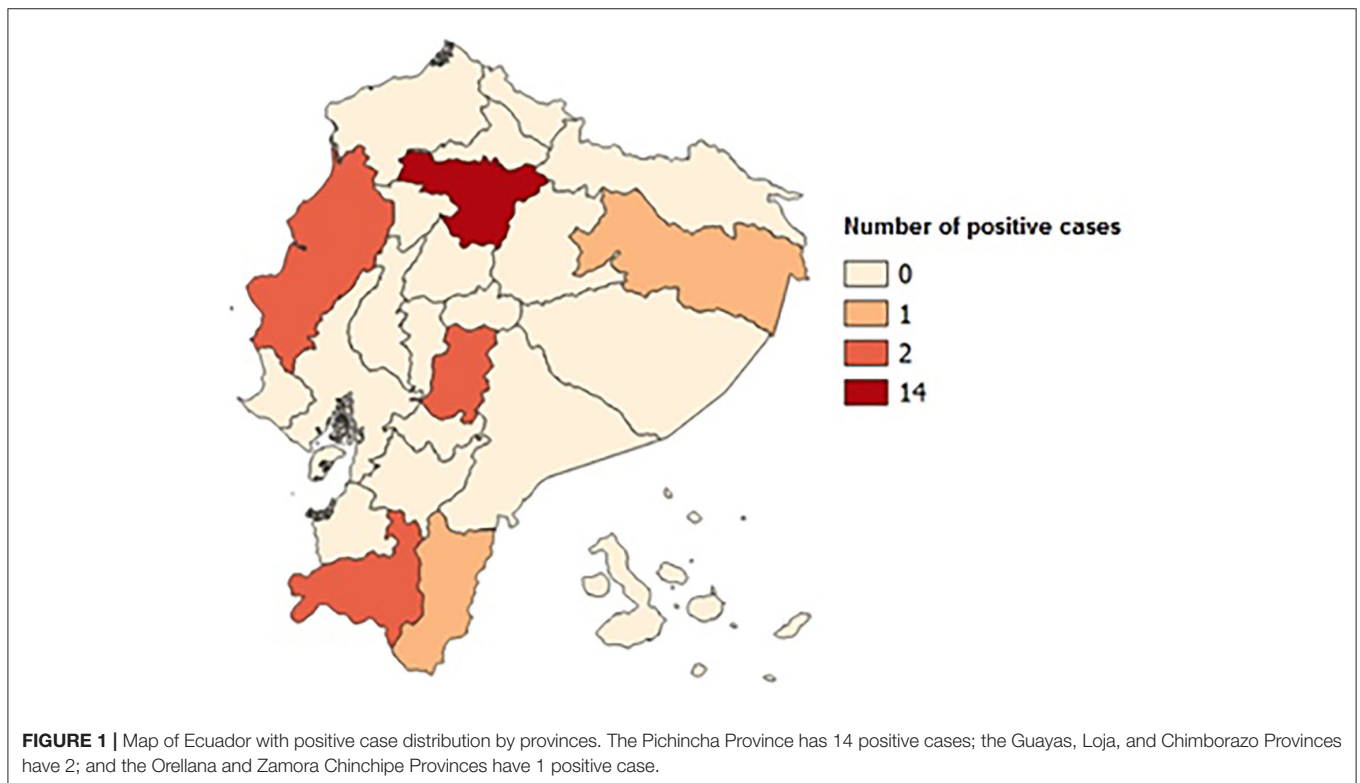 Number of positive cases
0
1
2
14
FIGURE 1 | Map of Ecuador with positive case distribution by provinces. The Pichincha Province has 14 positive cases; the Guayas, Loja, and Chimborazo Provinces
have 2; and the Orellana and Zamora Chinchipe Provinces have 1 positive case.